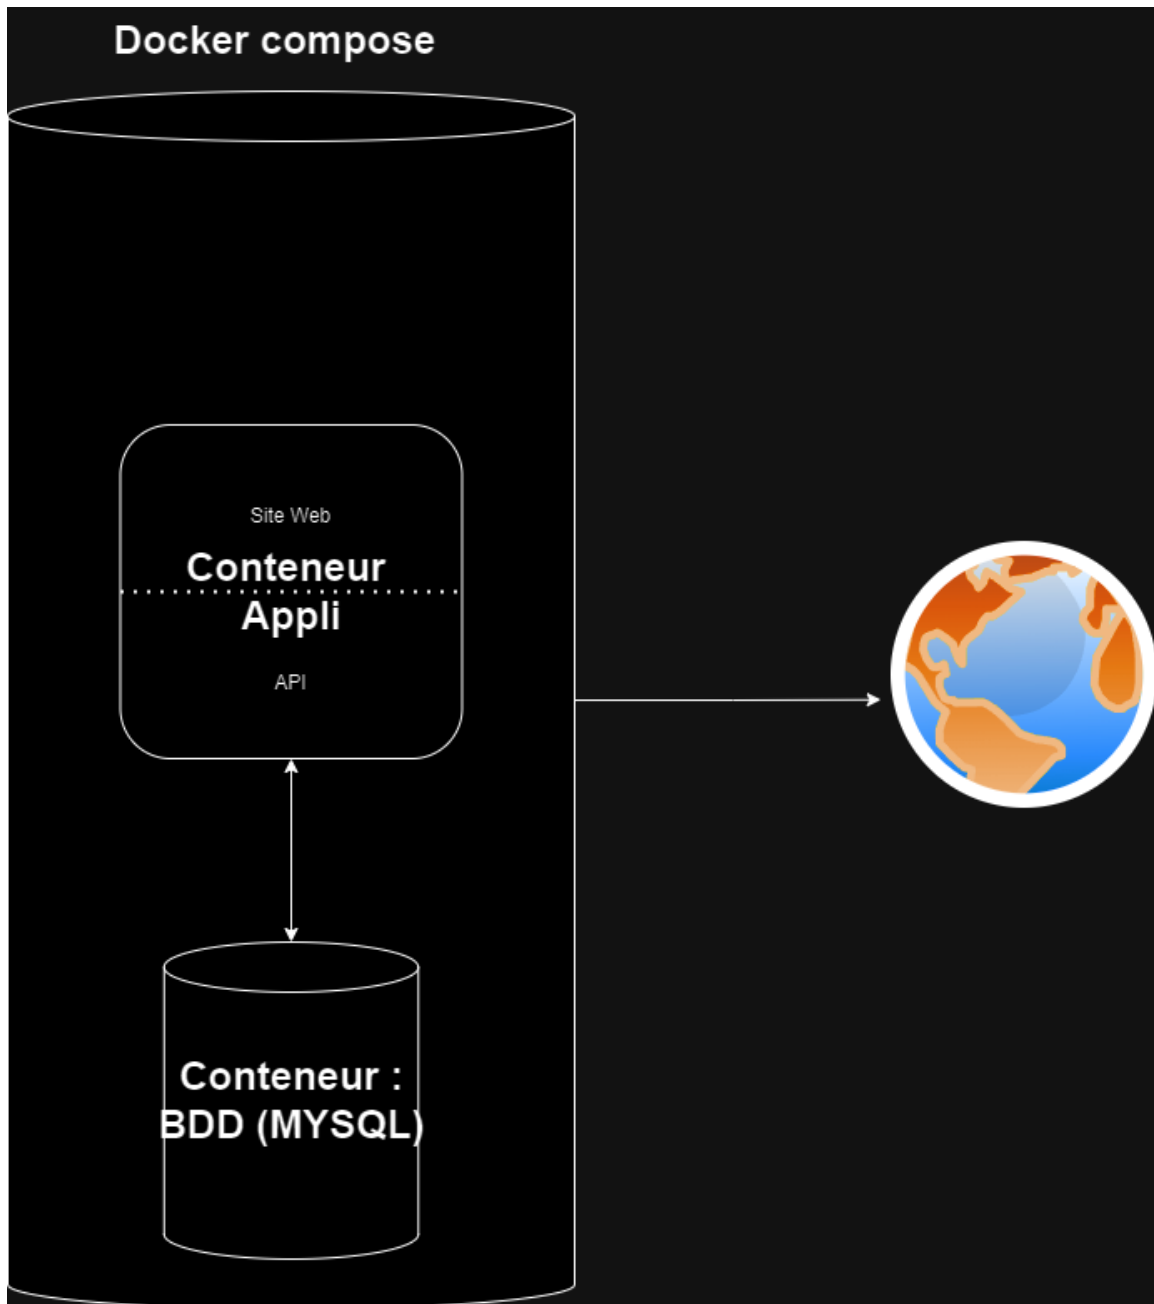 Docker compose
Site Web
Conteneur
Appli
API
Conteneur :
BDD (MYSQL)